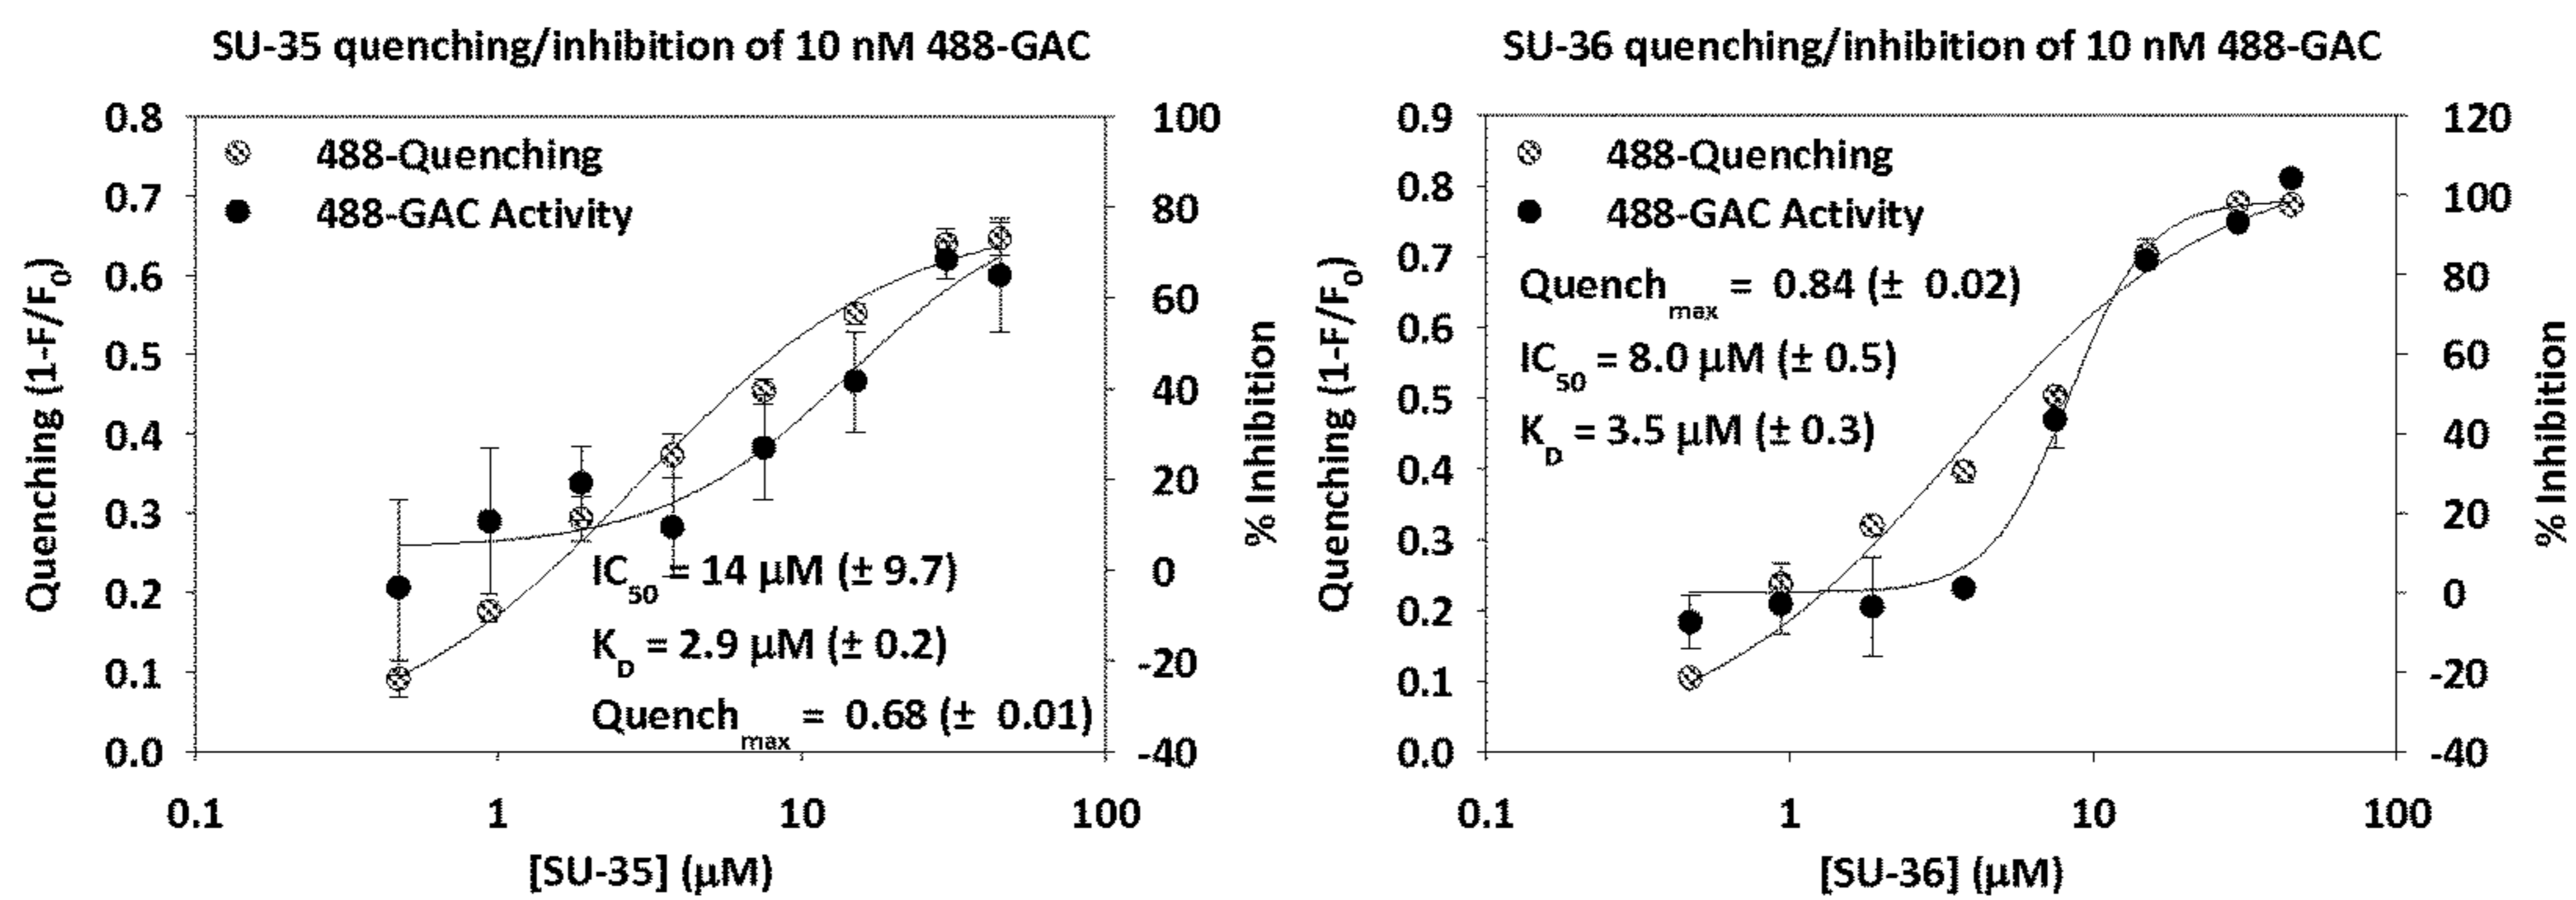 SU-35 quenching/inhibition of 10 nM 488-GAC
0.8
0.7
0.6
0.5
0.4
0.3
0.2
0.1
0.0
Quenching (1-F/F0)
488-Quenching
488-GAC Activity
IC50 = 14 μM (± 9.7)
KD = 2.9 μM (± 0.2)
Quenchmax = 0.68 (± 0.01)
100
80
60
40
20
0
-20
-40
% Inhibition
0.1 1 10 100
[SU-35] (μM)
SU-36 quenching/inhibition of 10 nM 488-GAC
0.9
0.8
0.7
0.6
0.5
0.4
0.3
0.2
0.1
0.0
Quenching (1-F/F0)
488-Quenching
488-GAC Activity
Quenchmax = 0.84 (± 0.02)
IC50 = 8.0 μM (± 0.5)
KD = 3.5 μM (± 0.3)
120
100
80
60
40
20
0
-20
-40
% Inhibition
0.1 1 10 100
[SU-36] (μM)